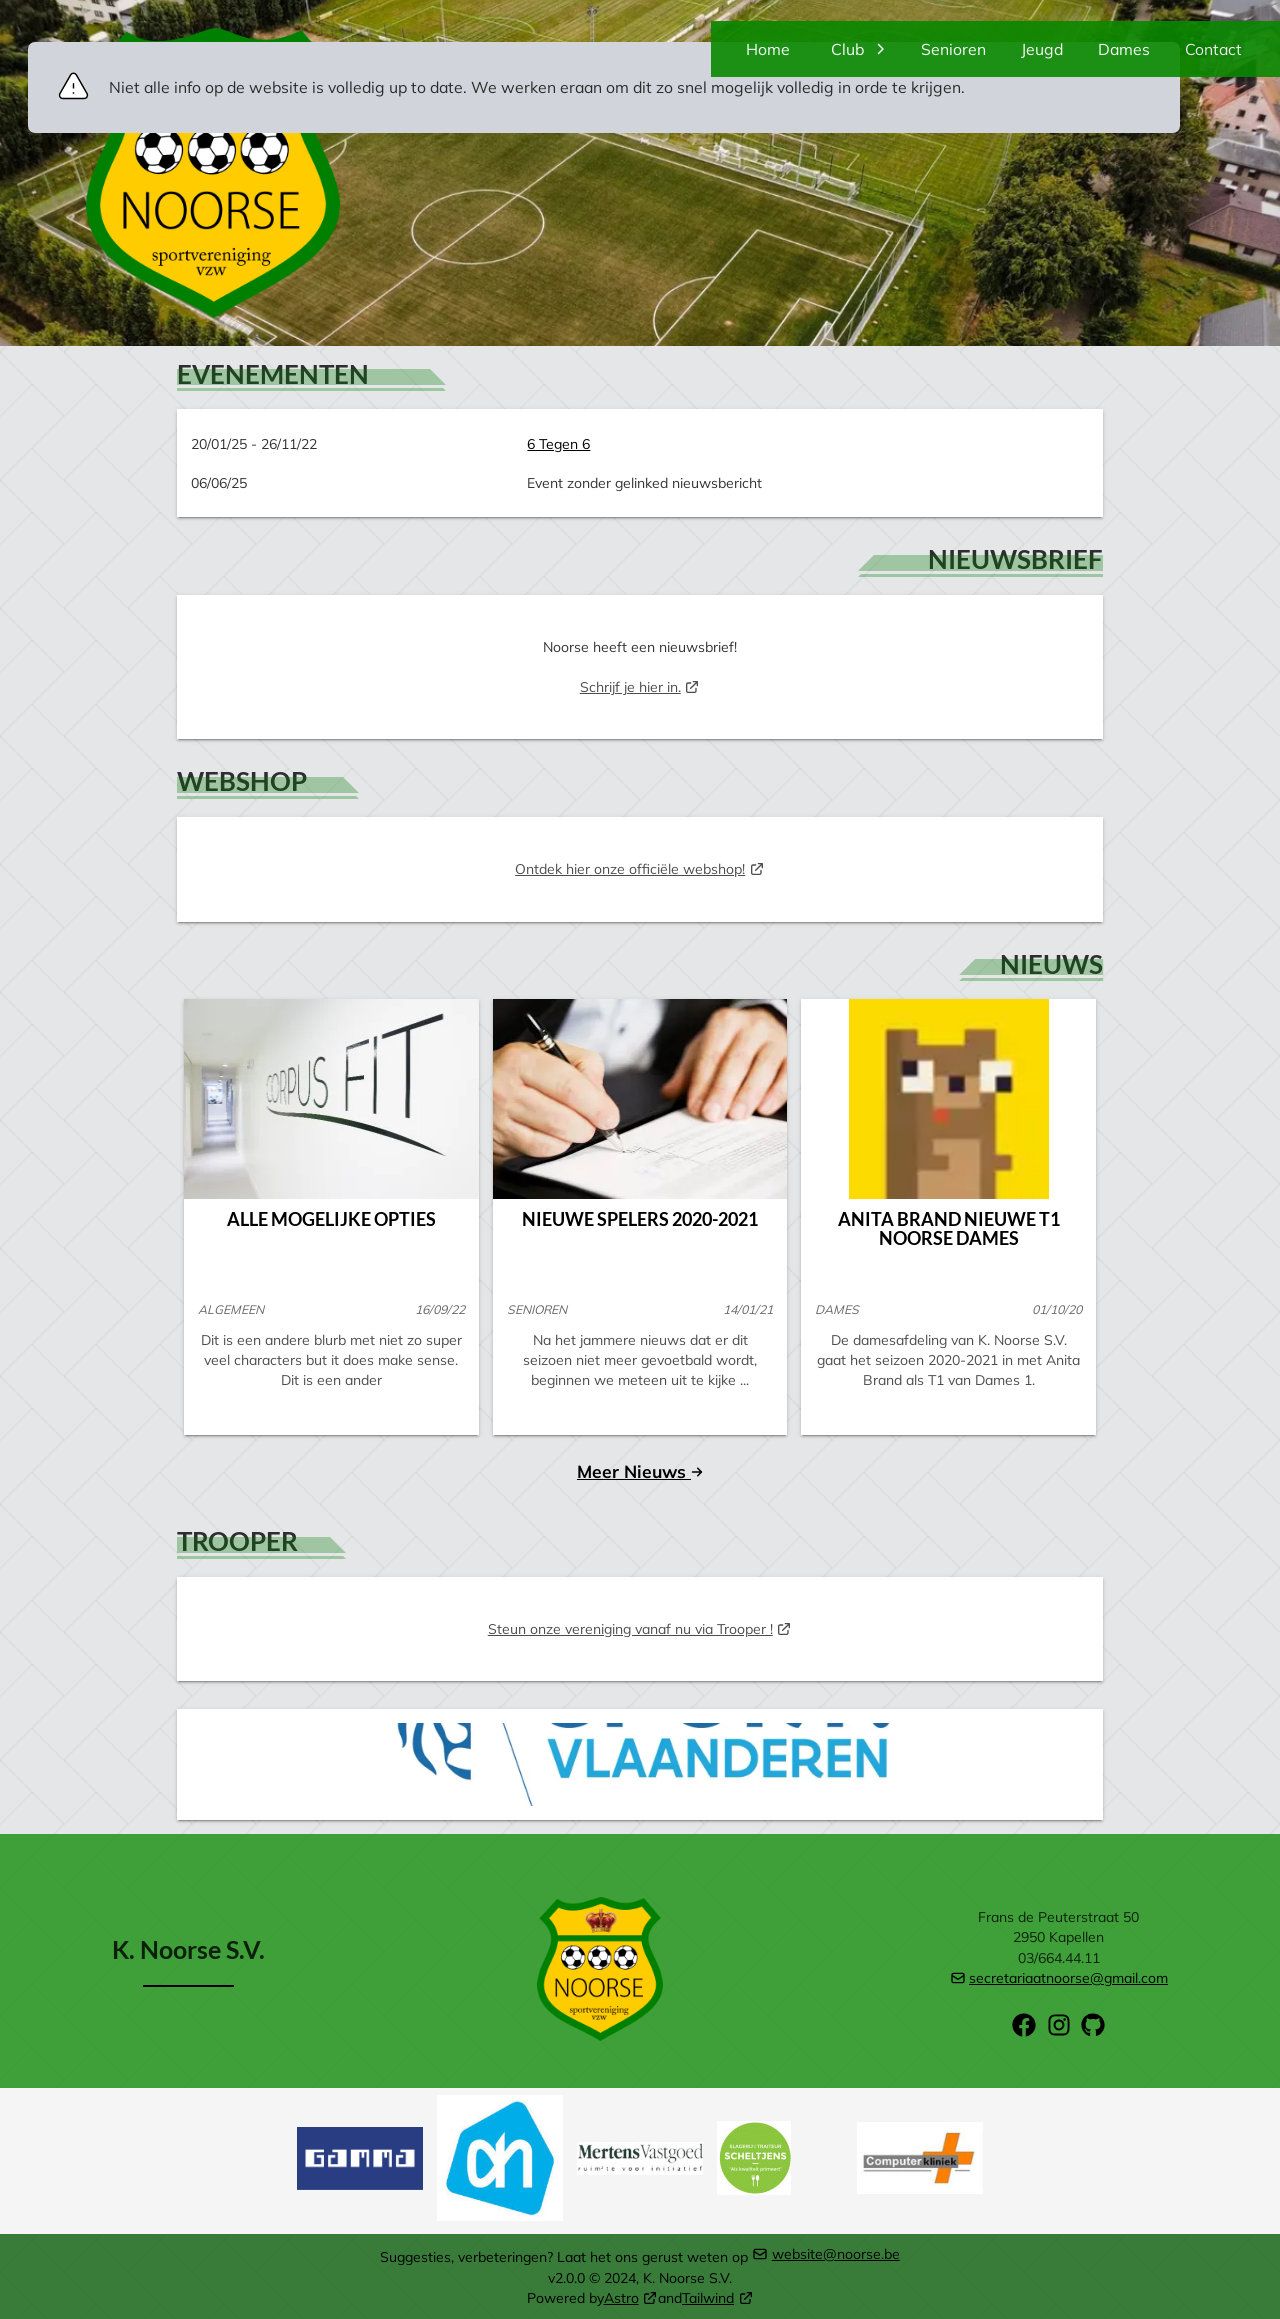 Home Club Senioren Jeugd Dames Contact
Niet alle info op de website is volledig up to date. We werken eraan om dit zo snel mogelijk volledig in orde te krijgen.
NOORSE
sportvereniging
vzw
EVENEMENTEN
20/01/25 - 26/11/22 6 Tegen 6
06/06/25 Event zonder gelinked nieuwsbericht
NIEUWSBRIEF
Noorse heeft een nieuwsbrief!
Schrijf je hier in.
WEBSHOP
Ontdek hier onze officiële webshop!
NIEUWS
CORPUS FIT
ALLE MOGELIJKE OPTIES
ALGEMEEN 16/09/22
Dit is een andere blurb met niet zo super
veel characters but it does make sense.
Dit is een ander
NIEUWE SPELERS 2020-2021
SENIOREN 14/01/21
Na het jammere nieuws dat er dit
seizoen niet meer gevoetbald wordt,
beginnen we meteen uit te kijke ...
ANITA BRAND NIEUWE T1
NOORSE DAMES
DAMES 01/10/20
De damesafdeling van K. Noorse S.V.
gaat het seizoen 2020-2021 in met Anita
Brand als T1 van Dames 1.
Meer Nieuws
TROOPER
Steun onze vereniging vanaf nu via Trooper !
VLAANDEREN
K. Noorse S.V.
NOORSE
sportvereniging
vzw
Frans de Peuterstraat 50
2950 Kapellen
03/664.44.11
secretariaatnoorse@gmail.com
GAMMA
MertensVastgoed
ruimte voor initiatief
SLAGERIJ | TRAITEUR
SCHELTJENS
Computerkliniek
Suggesties, verbeteringen? Laat het ons gerust weten op website@noorse.be
v2.0.0 © 2024, K. Noorse S.V.
Powered byAstro andTailwind